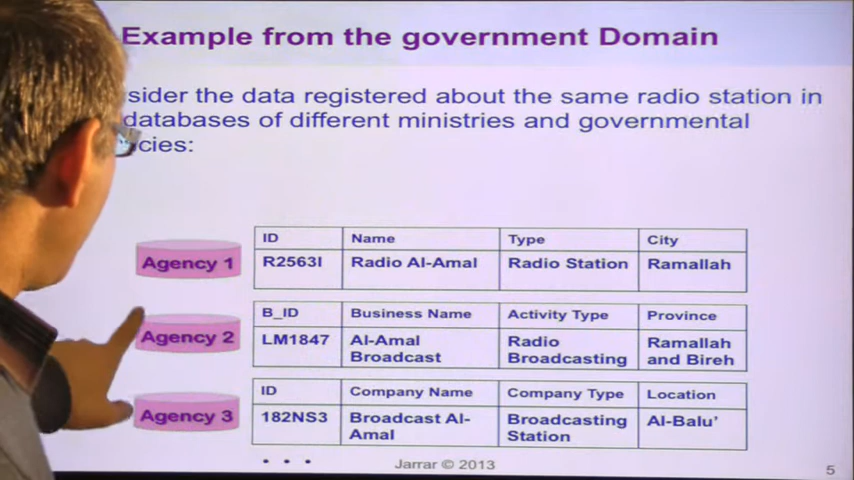 Example from the government Domain
sider the data registered about the same radio station in
databases of different ministries and governmental
cies:
Agency 1
ID Name Type City
R2563I Radio Al-Amal Radio Station Ramallah
Agency 2
B_ID Business Name Activity Type Province
LM1847 Al-Amal Broadcast Radio Broadcasting Ramallah and Bireh
Agency 3
ID Company Name Company Type Location
182NS3 Broadcast Al-Amal Broadcasting Station Al-Balu’
• • •
Jarrar © 2013
5